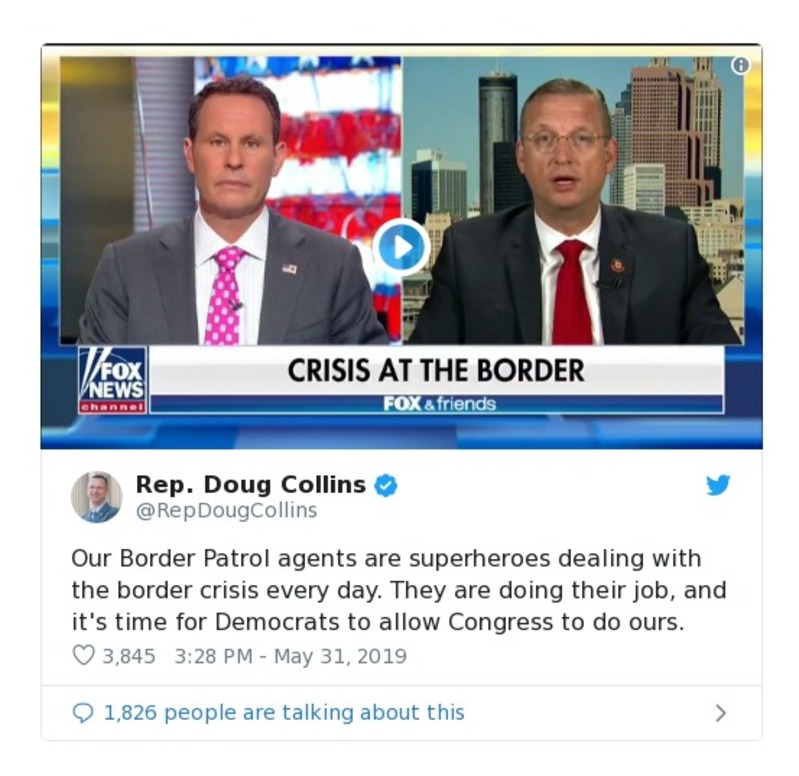 FOX
NEWS
channel
CRISIS AT THE BORDER
FOX & friends
Rep. Doug Collins
@RepDougCollins
Our Border Patrol agents are superheroes dealing with
the border crisis every day. They are doing their job, and
it's time for Democrats to allow Congress to do ours.
3,845 3:28 PM - May 31, 2019
1,826 people are talking about this